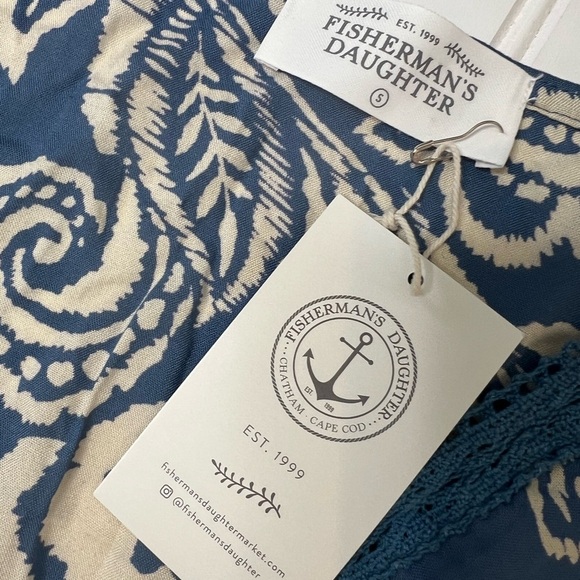 EST. 1999
FISHERMAN'S
DAUGHTER
S
FISHERMAN'S DAUGHTER
EST. 1999
CHATHAM . CAPE COD
EST. 1999
fishermansdaughtermarket.com
@fishermansdaughter